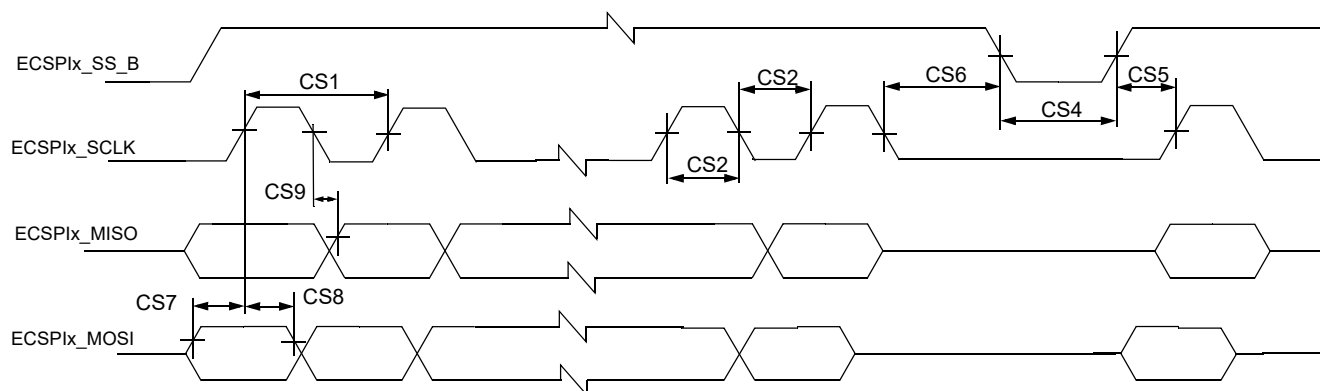 ECSPIx_SS_B
CS1
CS2
CS6
CS5
CS4
ECSPIx_SCLK
CS2
CS9
ECSPIx_MISO
CS7
CS8
ECSPIx_MOSI